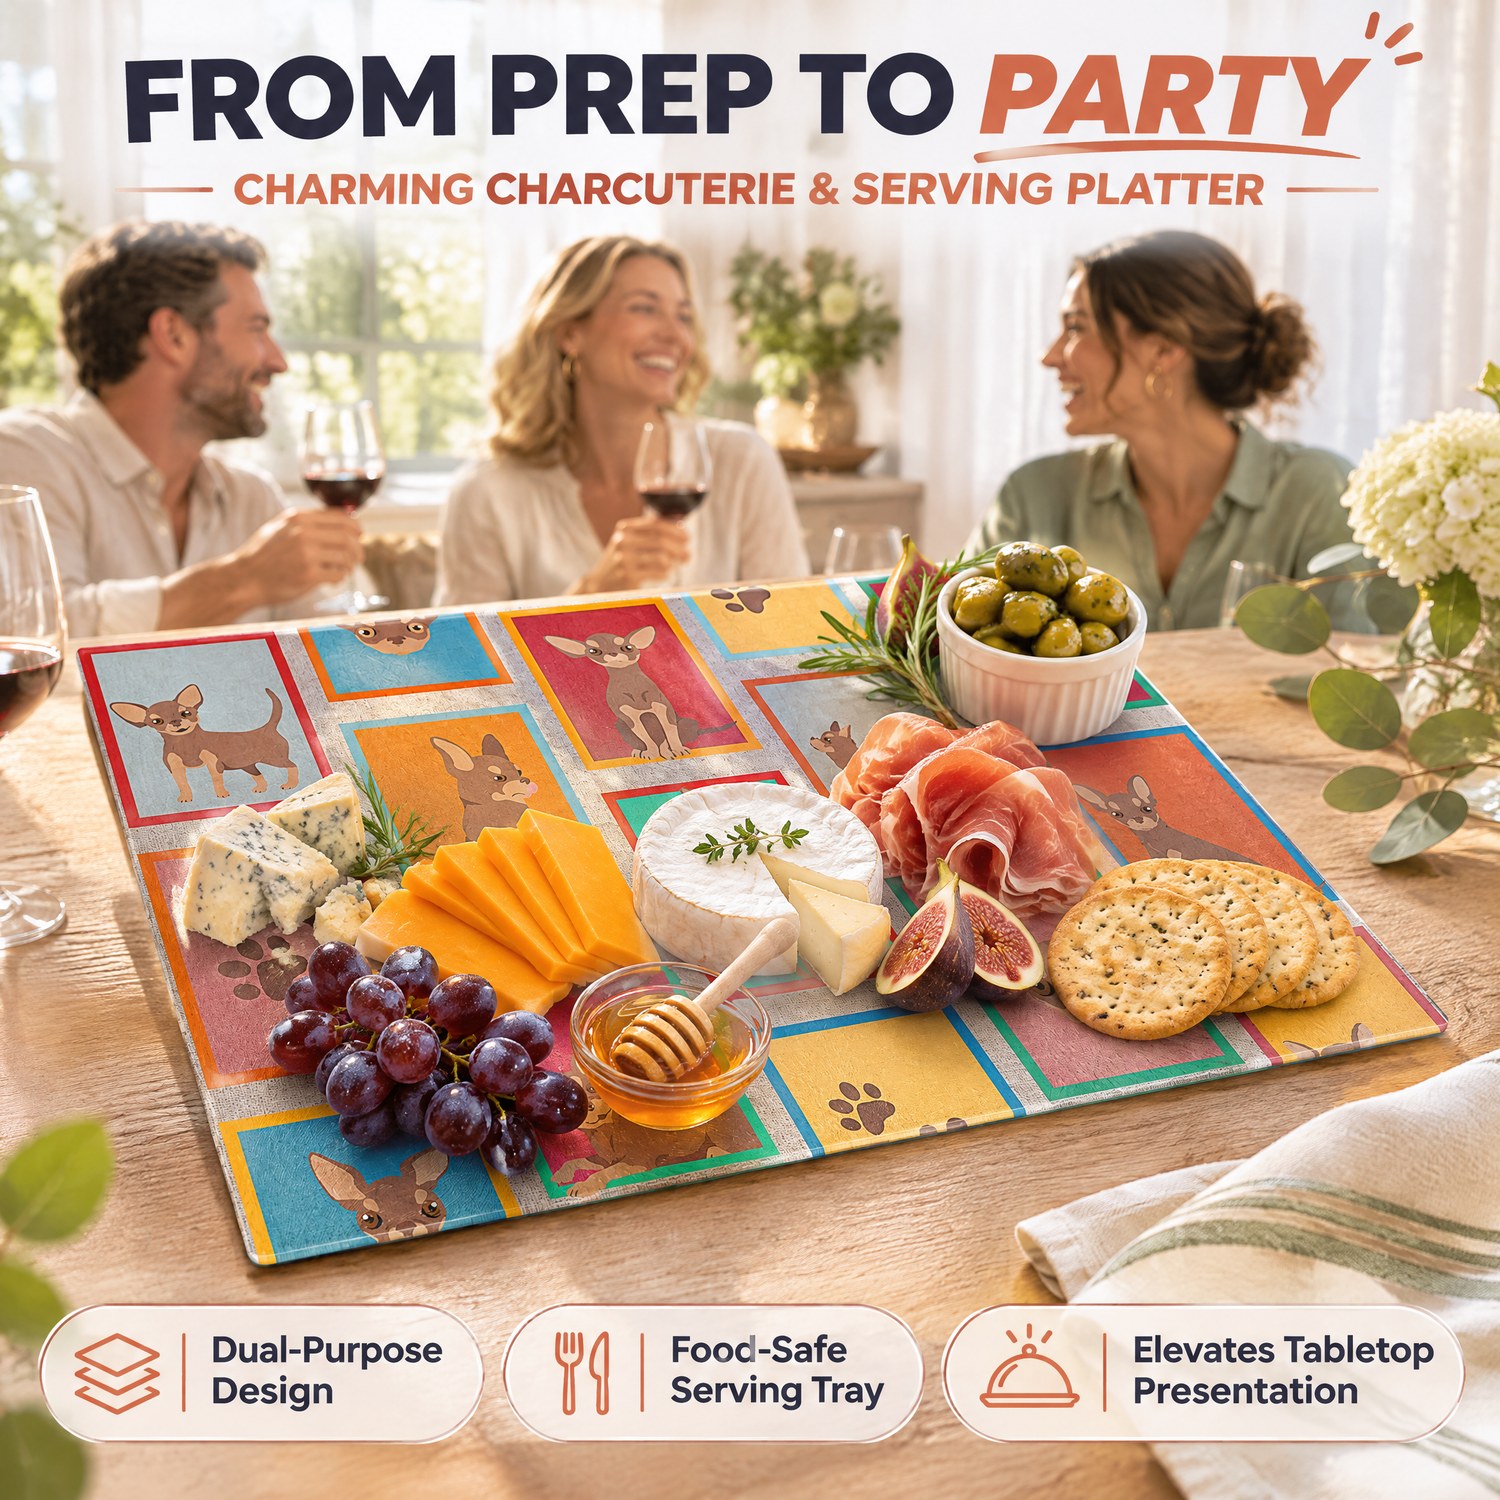 FROM PREP TO PARTY
CHARMING CHARCUTERIE & SERVING PLATTER
Dual-Purpose
Design
Food-Safe
Serving Tray
Elevates Tabletop
Presentation